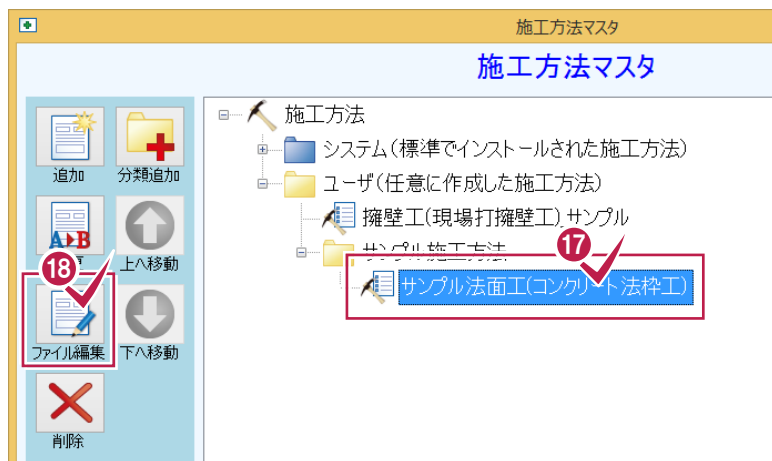 施工方法マスタ
施工方法マスタ
追加
分類追加
A▶B
上へ移動
ファイル編集
下へ移動
削除
施工方法
システム(標準でインストールされた施工方法)
ユーザ(任意に作成した施工方法)
擁壁工(現場打擁壁工)サンプル
サンプル施工方法
サンプル法面工(コンクリート法枠工)
17
18